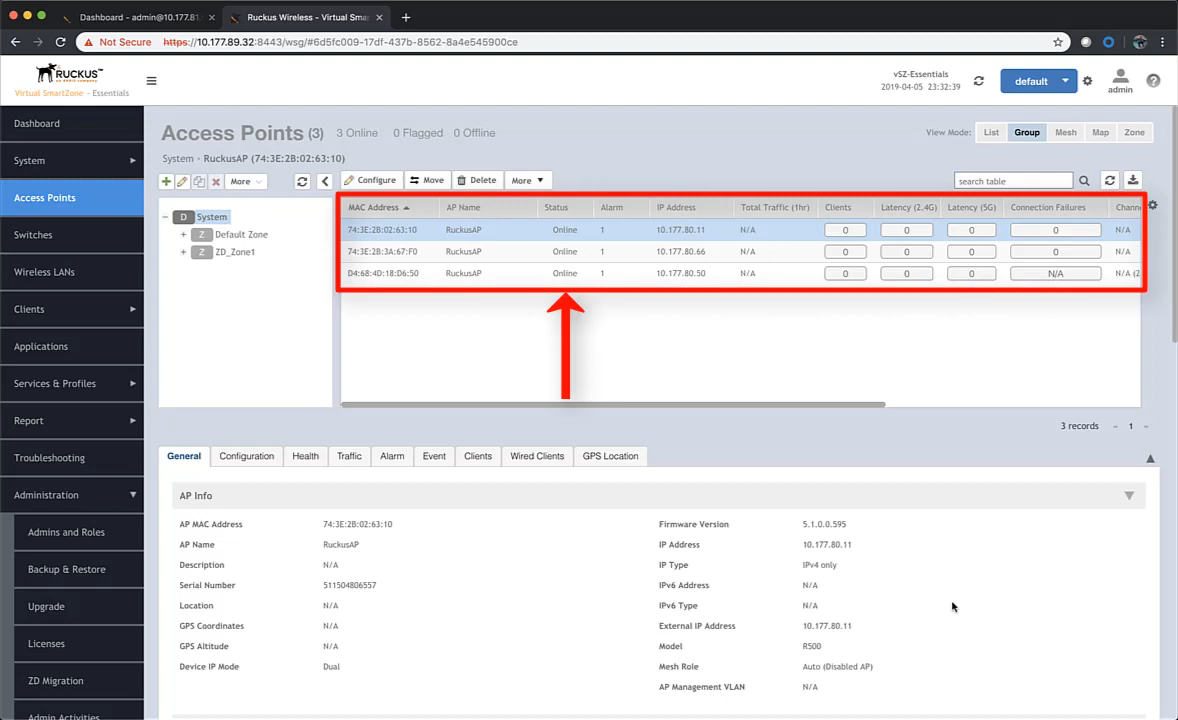 Dashboard - admin@10.177.81.
Ruckus Wireless - Virtual Smar
Not Secure https://10.177.89.32:8443/wsg/#6d5fc009-17df-437b-8562-8a4e545900ce
RUCKUS™
Virtual SmartZone - Essentials
vSZ-Essentials
2019-04-05 23:32:39
default
admin
Dashboard
System
Access Points
Switches
Wireless LANs
Clients
Applications
Services & Profiles
Report
Troubleshooting
Administration
Admins and Roles
Backup & Restore
Upgrade
Licenses
ZD Migration
Admin Activities
Access Points (3) 3 Online 0 Flagged 0 Offline
View Mode: List Group Mesh Map Zone
System - RuckusAP (74:3E:2B:02:63:10)
More
Configure Move Delete More
search table
D System
Z Default Zone
Z ZD_Zone1
MAC Address AP Name Status Alarm IP Address Total Traffic (1hr) Clients Latency (2.4G) Latency (5G) Connection Failures Channe
74:3E:2B:02:63:10 RuckusAP Online 1 10.177.80.11 N/A 0 0 0 0 N/A
74:3E:2B:3A:67:F0 RuckusAP Online 1 10.177.80.66 N/A 0 0 0 0 N/A
D4:68:4D:18:D6:50 RuckusAP Online 1 10.177.80.50 N/A 0 0 0 N/A N/A (2
3 records 1
General Configuration Health Traffic Alarm Event Clients Wired Clients GPS Location
AP Info
AP MAC Address 74:3E:2B:02:63:10 Firmware Version 5.1.0.0.595
AP Name RuckusAP IP Address 10.177.80.11
Description N/A IP Type IPv4 only
Serial Number 511504806557 IPv6 Address N/A
Location N/A IPv6 Type N/A
GPS Coordinates N/A External IP Address 10.177.80.11
GPS Altitude N/A Model R500
Device IP Mode Dual Mesh Role Auto (Disabled AP)
AP Management VLAN N/A